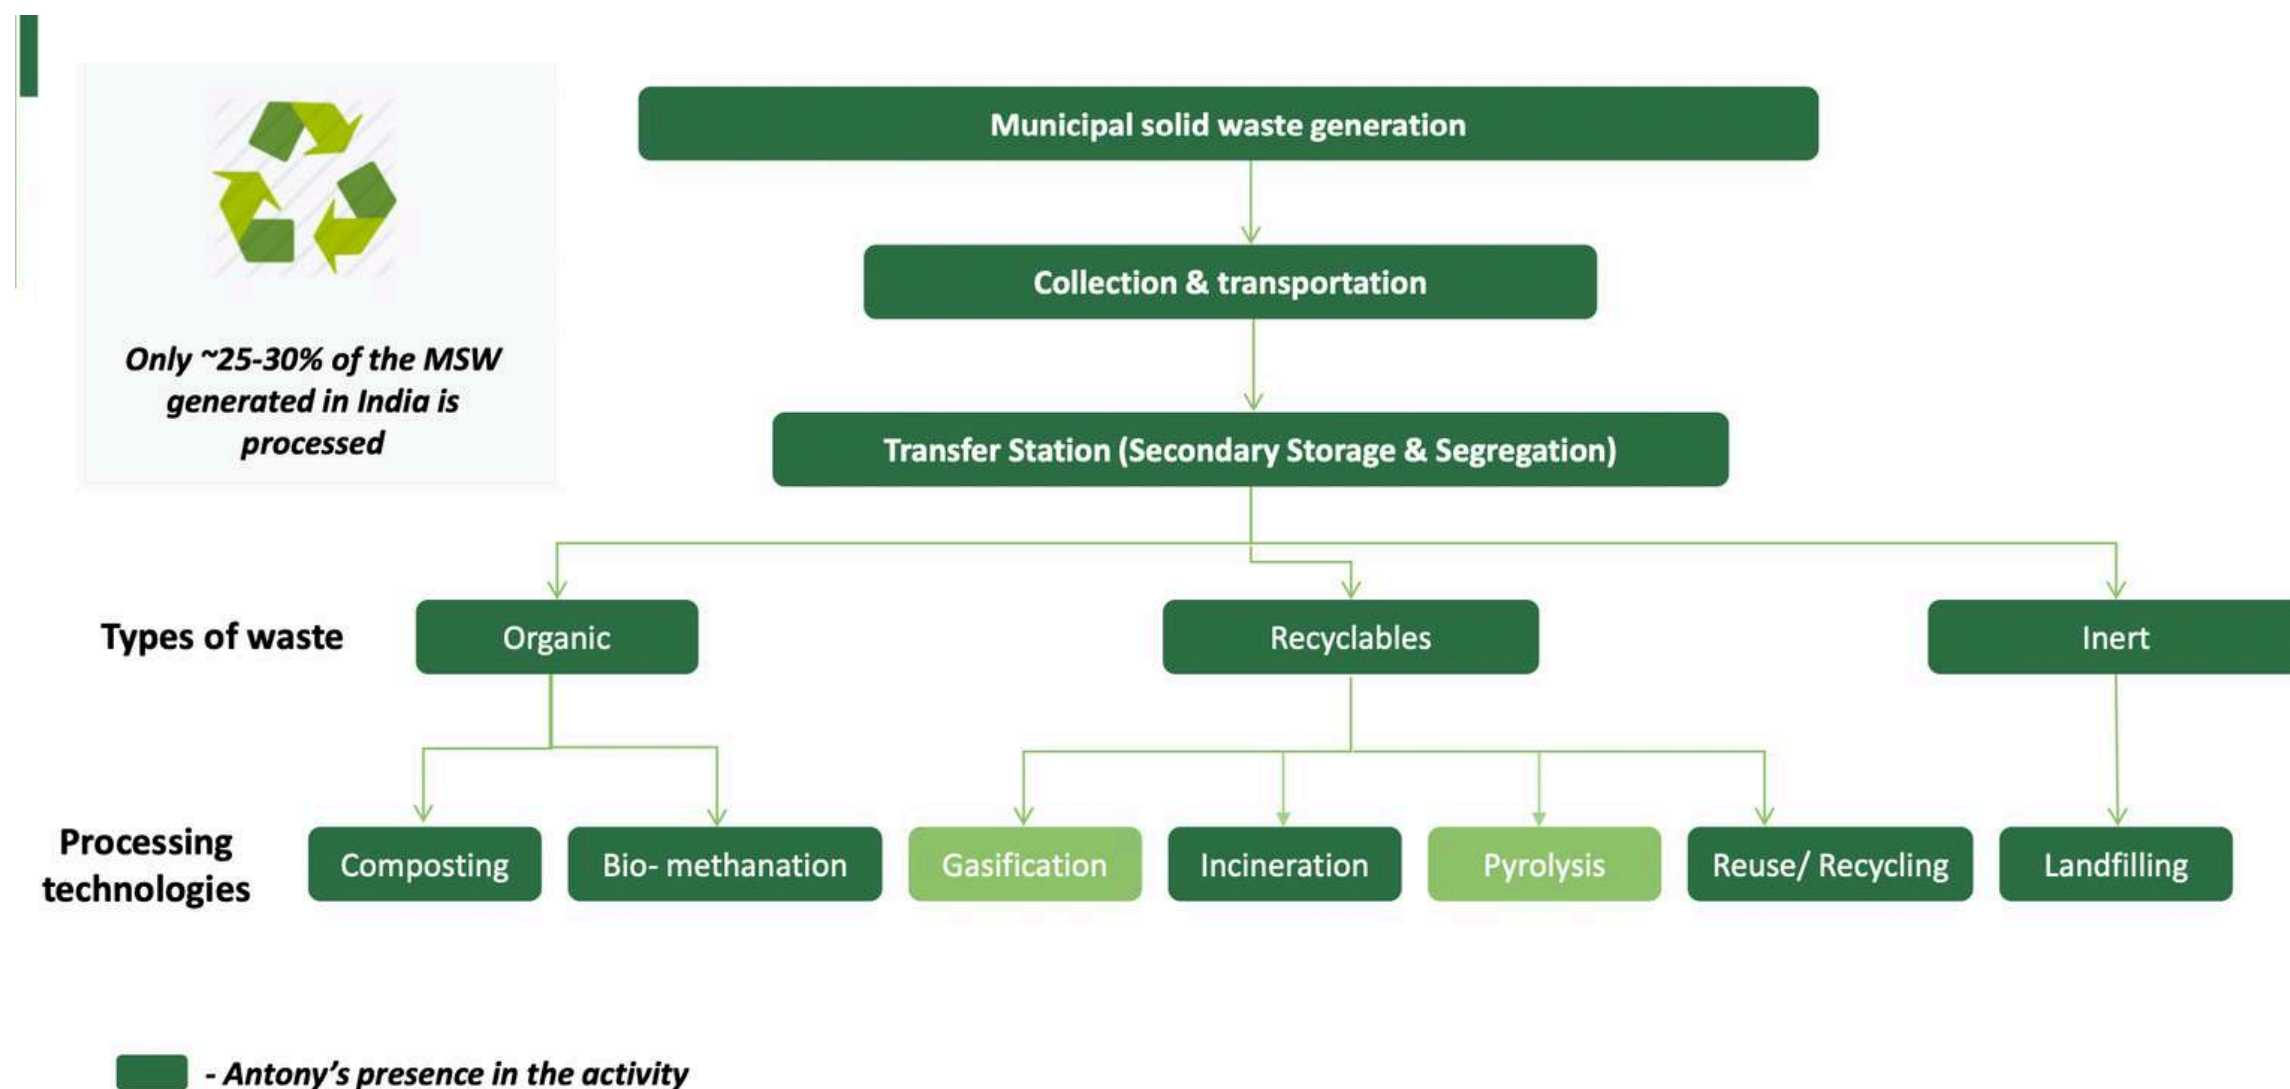 Municipal solid waste generation
Only ~25-30% of the MSW
generated in India is
processed
Collection & transportation
Transfer Station (Secondary Storage & Segregation)
Types of waste
Organic
Recyclables
Inert
Processing
technologies
Composting
Bio- methanation
Gasification
Incineration
Pyrolysis
Reuse/ Recycling
Landfilling
- Antony’s presence in the activity